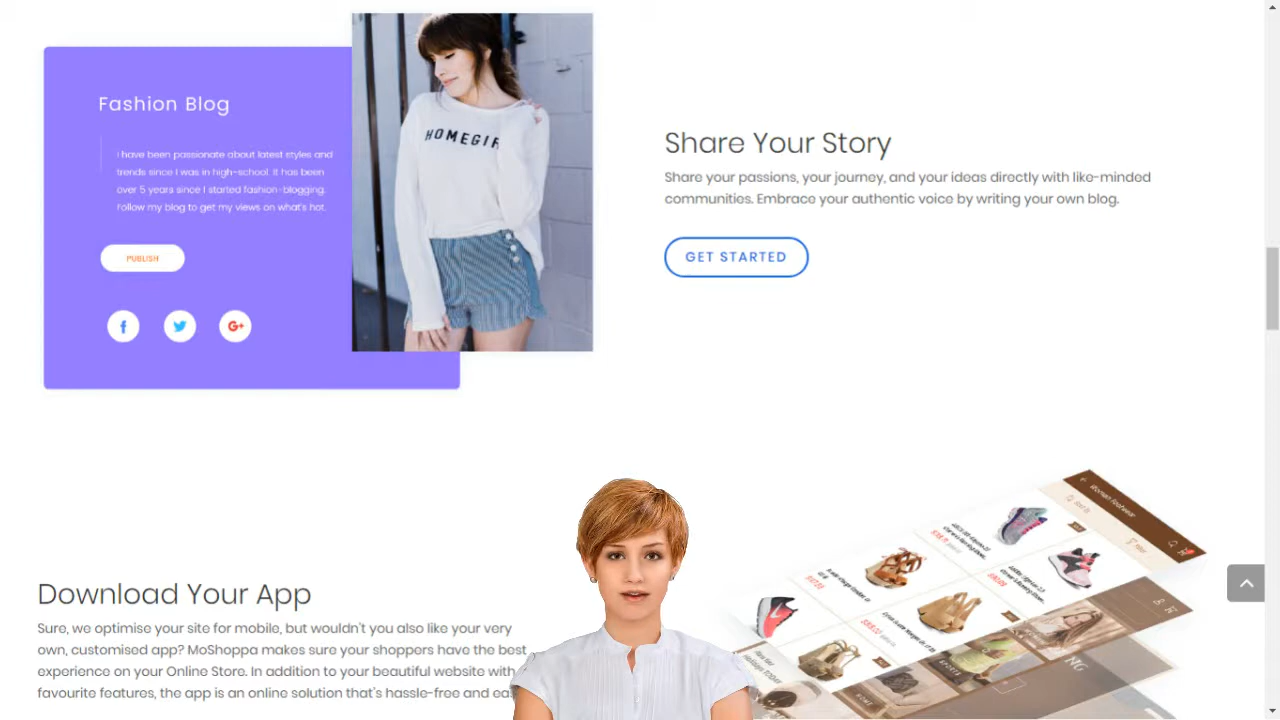 Fashion Blog
I have been passionate about latest styles and
trends since I was in high-school. It has been
over 5 years since I started fashion-blogging.
Follow my blog to get my views on what's hot.
PUBLISH
f
G+
HOMEGIR
Share Your Story
Share your passions, your journey, and your ideas directly with like-minded
communities. Embrace your authentic voice by writing your own blog.
GET STARTED
Download Your App
Sure, we optimise your site for mobile, but wouldn't you also like your very
own, customised app? MoShoppa makes sure your shoppers have the best
experience on your Online Store. In addition to your beautiful website with
favourite features, the app is an online solution that's hassle-free and
Women Footwear